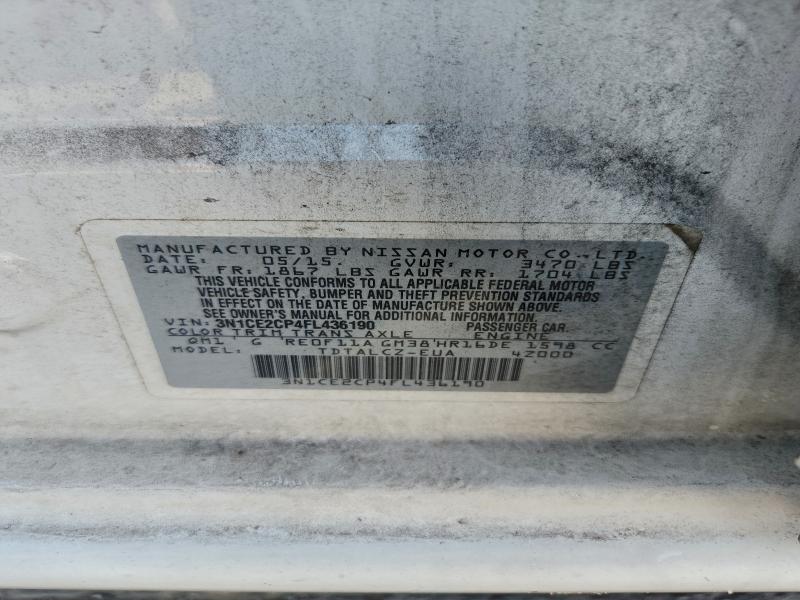 MANUFACTURED BY NISSAN MOTOR CO., LTD.
DATE: 05/15 GVWR: 3470 LBS
GAWR FR: 1867 LBS GAWR RR: 1704 LBS
THIS VEHICLE CONFORMS TO ALL APPLICABLE FEDERAL MOTOR
VEHICLE SAFETY, BUMPER AND THEFT PREVENTION STANDARDS
IN EFFECT ON THE DATE OF MANUFACTURE SHOWN ABOVE.
SEE OWNER'S MANUAL FOR ADDITIONAL INFORMATION.
VIN: 3N1CE2CP4FL436190 PASSENGER CAR.
COLOR TRIM TRANS AXLE ENGINE
QM1 G RE0F11A GM38 HR16DE 1598 CC
MODEL: TDTALCZ-EUA 4Z000
3N1CE2CP4FL436190